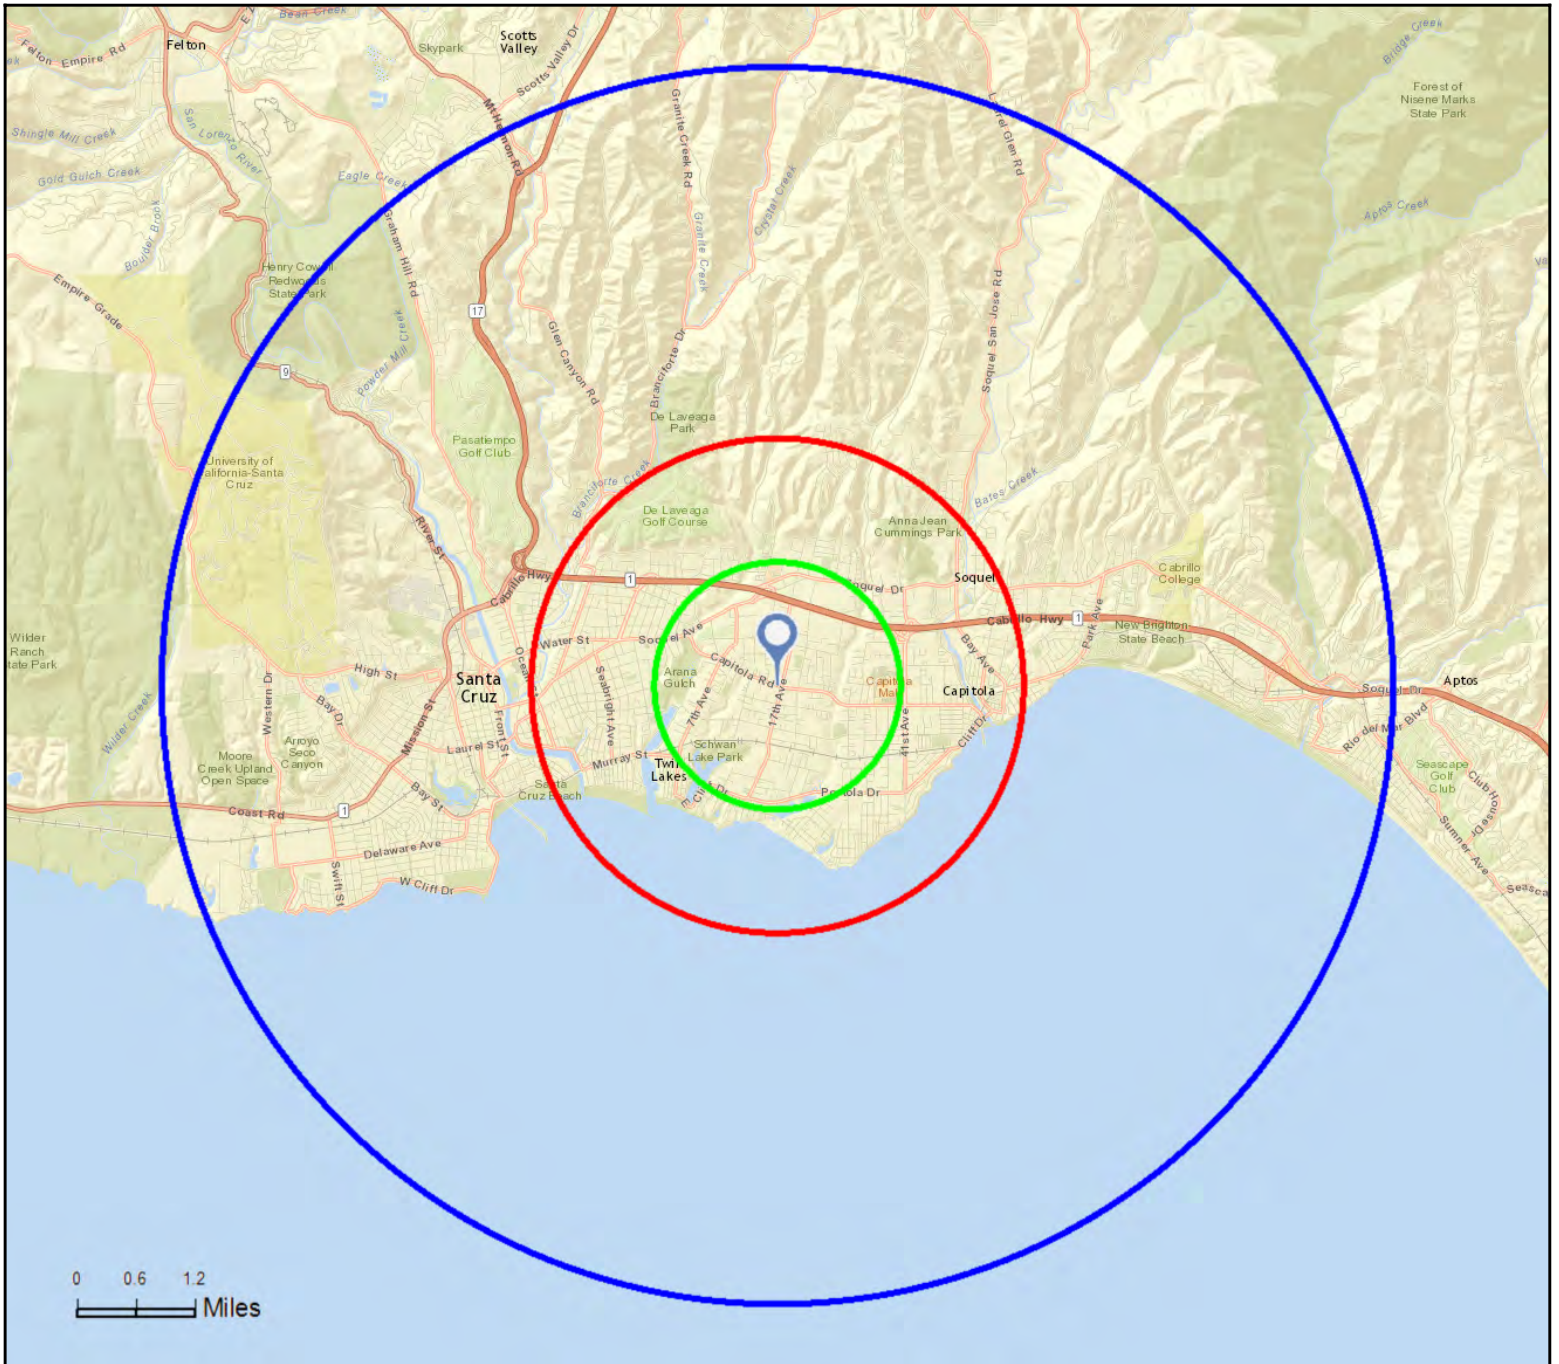 Bean Creek
Felton
Scotts
Valley
Skypark
Felton Empire Rd
Scotts Valley Dr
Bridge Creek
Forest of
Nisene Marks
State Park
Mt Hermon Rd
Granite Creek Rd
Laurel Glen Rd
Shingle Mill Creek
San Lorenzo River
Gold Gulch Creek
Eagle Creek
Crystal Creek
Aptos Creek
Boulder Brook
Graham Hill Rd
Granite Creek
Henry Cowell
Redwoods
State Park
Empire Grade
17
Soquel San Jose Rd
Powder Mill Creek
Glen Canyon Rd
Branciforte Dr
9
De Laveaga
Park
Pasatiempo
Golf Club
University of
California-Santa
Cruz
Branciforte Creek
Bates Creek
De Laveaga
Golf Course
Anna Jean
Cummings Park
River St
Cabrillo Hwy
1
Soquel Dr
Soquel
Cabrillo
College
Cabrillo Hwy
1
Park Ave
New Brighton
State Beach
Wilder
Ranch
State Park
Water St
Soquel Ave
Bay Ave
High St
Ocean St
Capitola Rd
Arana
Gulch
Capitola
Mall
Capitola
Santa
Cruz
Seabright Ave
7th Ave
17th Ave
Soquel Dr
Aptos
Western Dr
Bay Dr
Mission St
Front St
41st Ave
Cliff Dr
Rio del Mar Blvd
Wilder Creek
Arroyo
Seco
Canyon
Laurel St
Murray St
Schwan
Lake Park
Moore
Creek Upland
Open Space
Twin
Lakes
Seascape
Golf
Club
Club House Dr
Bay St
Santa
Cruz Beach
E Cliff Dr
Portola Dr
Coast Rd
1
Sumner Ave
Delaware Ave
Swift St
W Cliff Dr
0 0.6 1.2
Miles